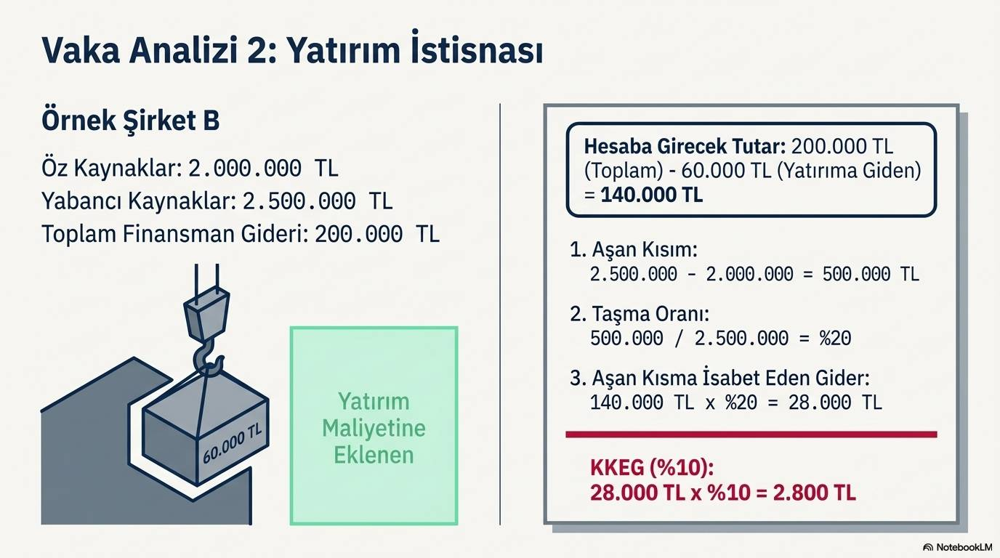 Vaka Analizi 2: Yatırım İstisnası
Örnek Şirket B
Öz Kaynaklar: 2.000.000 TL
Yabancı Kaynaklar: 2.500.000 TL
Toplam Finansman Gideri: 200.000 TL
60.000 TL
Yatırım
Maliyetine
Eklenen
Hesaba Girecek Tutar: 200.000 TL
(Toplam) - 60.000 TL (Yatırıma Giden)
= 140.000 TL
1. Aşan Kısım:
2.500.000 - 2.000.000 = 500.000 TL
2. Taşma Oranı:
500.000 / 2.500.000 = %20
3. Aşan Kısma İsabet Eden Gider:
140.000 TL x %20 = 28.000 TL
KKEG (%10):
28.000 TL x %10 = 2.800 TL
NotebookLM